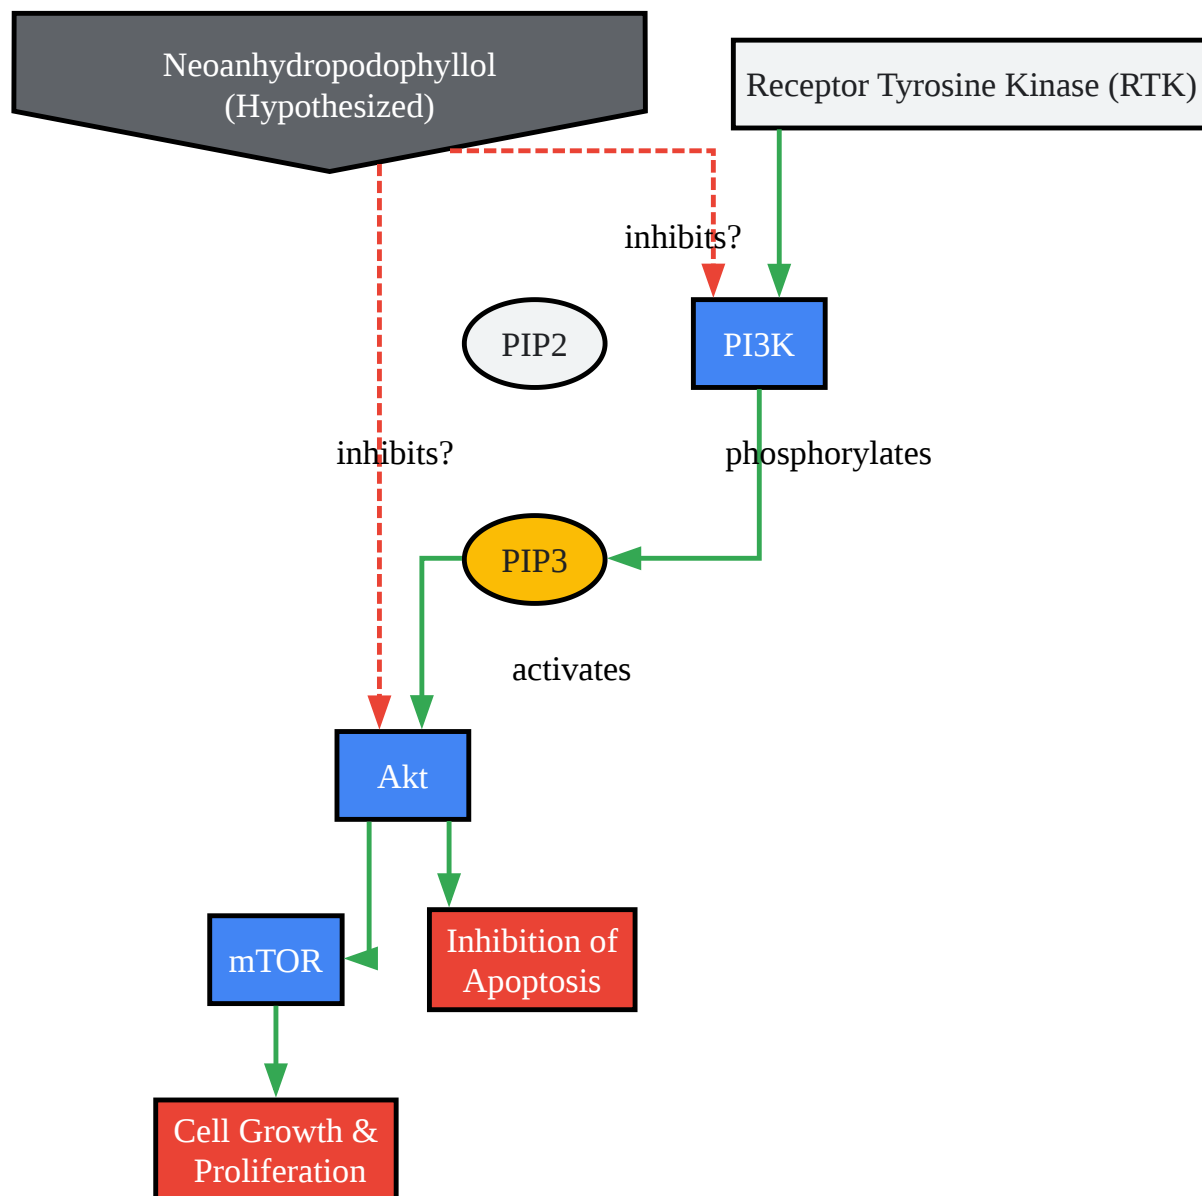 Neoanhydropodophyllol
(Hypothesized)
Receptor Tyrosine Kinase (RTK)
inhibits?
PIP2
PI3K
inhibits?
phosphorylates
PIP3
activates
Akt
mTOR
Inhibition of
Apoptosis
Cell Growth &
Proliferation